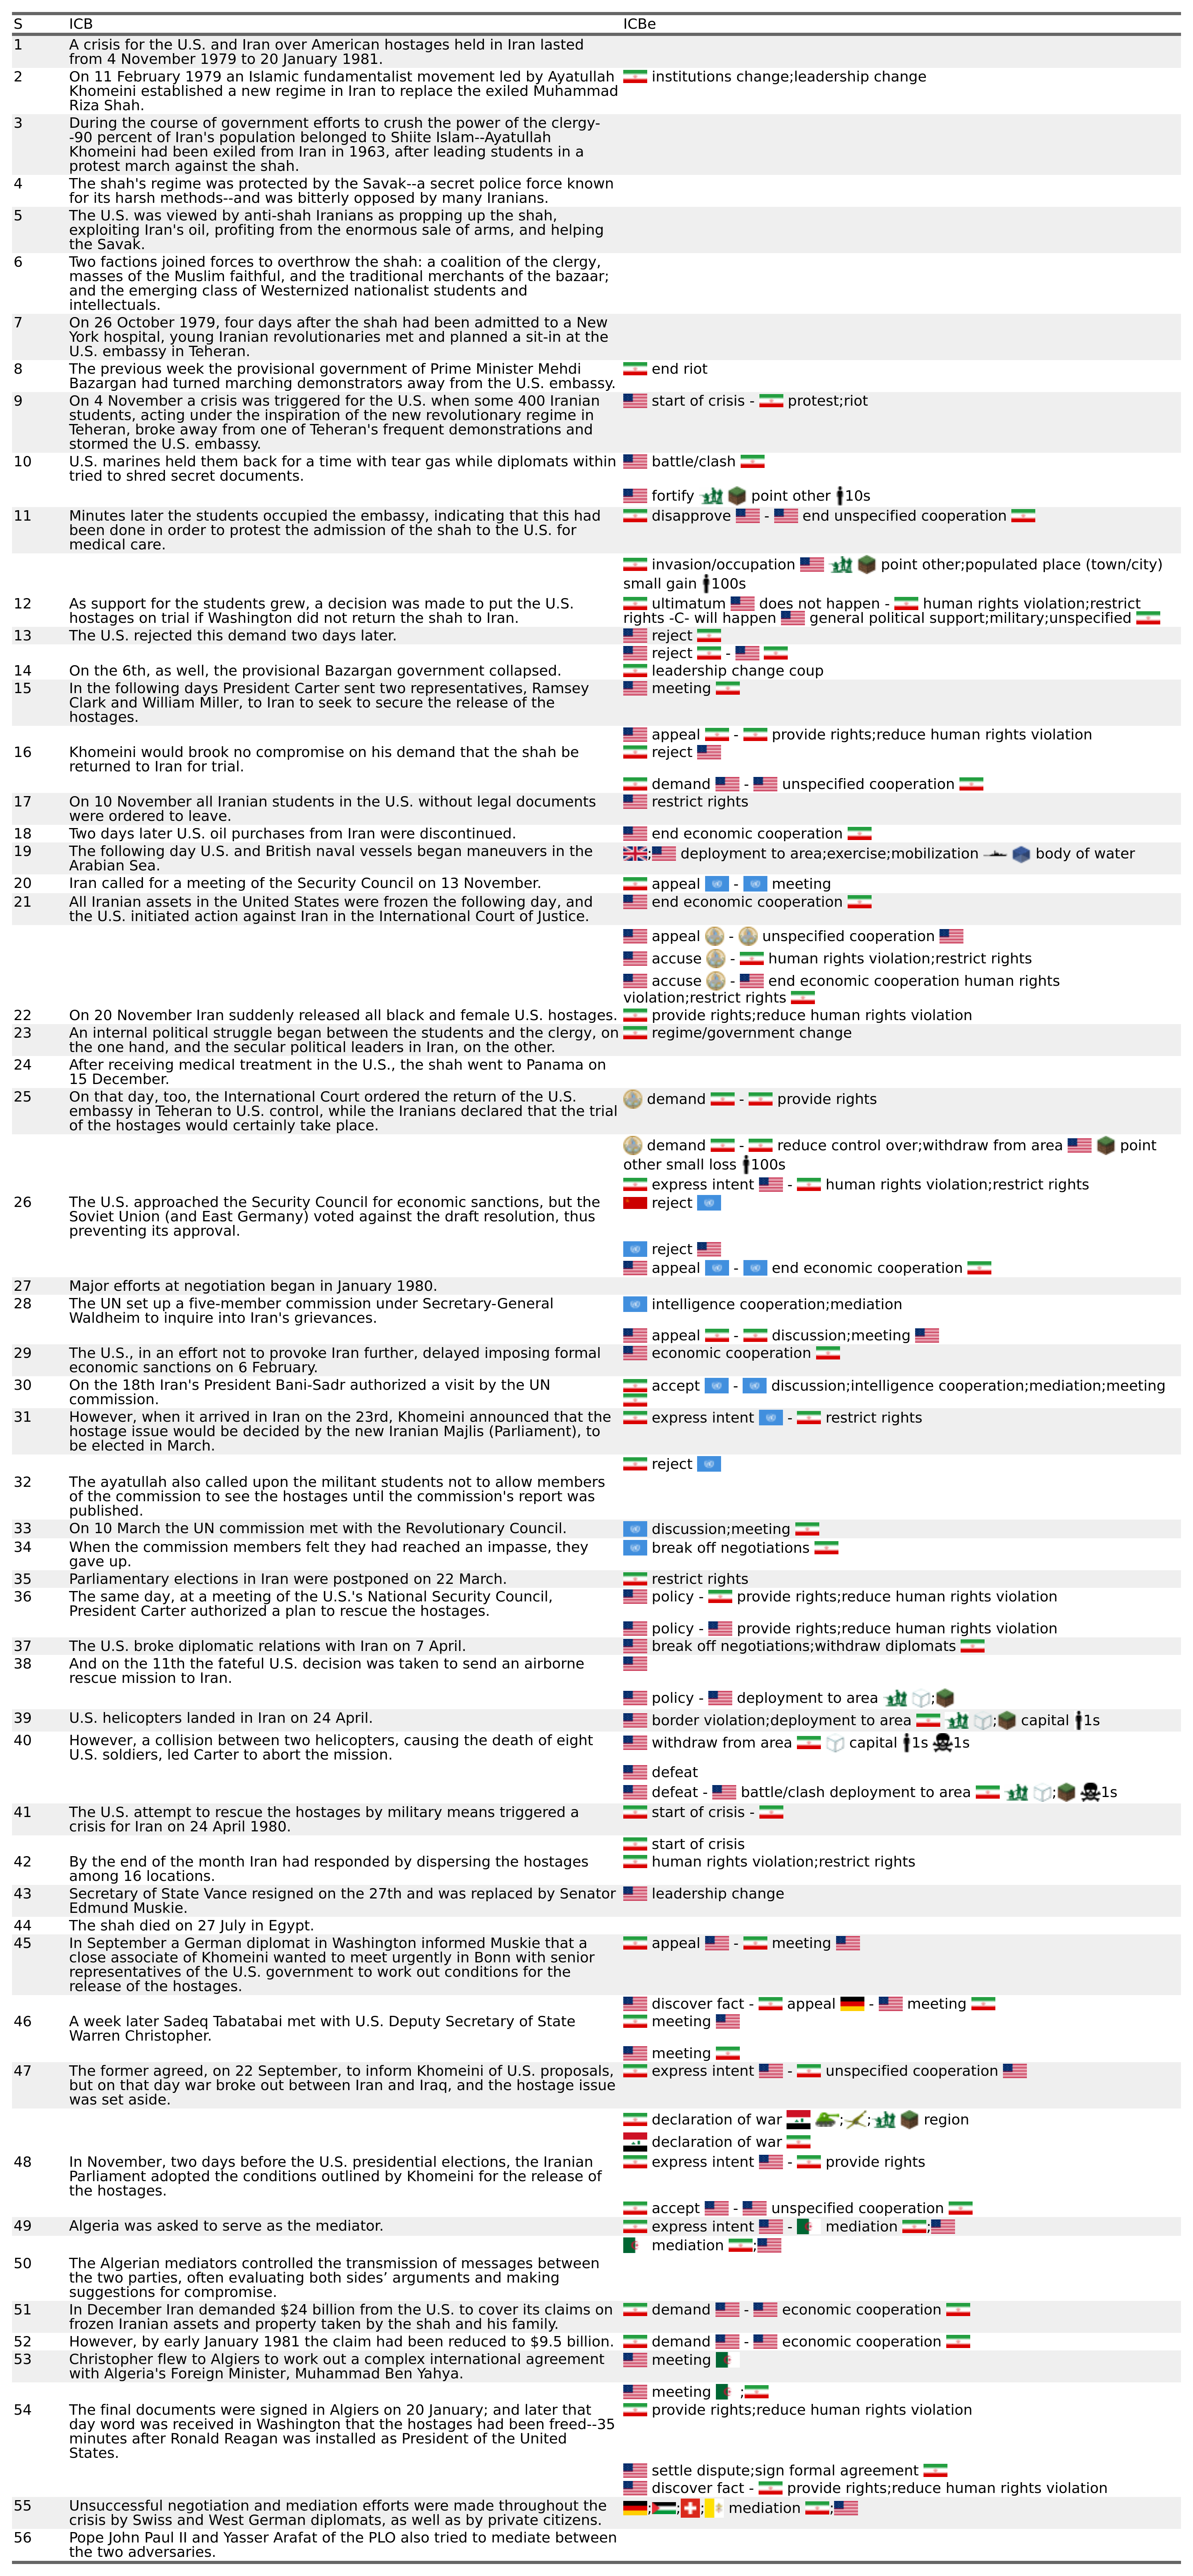 S ICB ICBe
1 A crisis for the U.S. and Iran over American hostages held in Iran lasted
from 4 November 1979 to 20 January 1981.
2 On 11 February 1979 an Islamic fundamentalist movement led by Ayatullah institutions change;leadership change
Khomeini established a new regime in Iran to replace the exiled Muhammad
Riza Shah.
3 During the course of government efforts to crush the power of the clergy-
-90 percent of Iran's population belonged to Shiite Islam--Ayatullah
Khomeini had been exiled from Iran in 1963, after leading students in a
protest march against the shah.
4 The shah's regime was protected by the Savak--a secret police force known
for its harsh methods--and was bitterly opposed by many Iranians.
5 The U.S. was viewed by anti-shah Iranians as propping up the shah,
exploiting Iran's oil, profiting from the enormous sale of arms, and helping
the Savak.
6 Two factions joined forces to overthrow the shah: a coalition of the clergy,
masses of the Muslim faithful, and the traditional merchants of the bazaar;
and the emerging class of Westernized nationalist students and
intellectuals.
7 On 26 October 1979, four days after the shah had been admitted to a New
York hospital, young Iranian revolutionaries met and planned a sit-in at the
U.S. embassy in Teheran.
8 The previous week the provisional government of Prime Minister Mehdi end riot
Bazargan had turned marching demonstrators away from the U.S. embassy.
9 On 4 November a crisis was triggered for the U.S. when some 400 Iranian start of crisis - protest;riot
students, acting under the inspiration of the new revolutionary regime in
Teheran, broke away from one of Teheran's frequent demonstrations and
stormed the U.S. embassy.
10 U.S. marines held them back for a time with tear gas while diplomats within battle/clash
tried to shred secret documents.
fortify point other 10s
11 Minutes later the students occupied the embassy, indicating that this had disapprove - end unspecified cooperation
been done in order to protest the admission of the shah to the U.S. for
medical care.
invasion/occupation point other;populated place (town/city)
small gain 100s
12 As support for the students grew, a decision was made to put the U.S. ultimatum does not happen - human rights violation;restrict
hostages on trial if Washington did not return the shah to Iran. rights -C- will happen general political support;military;unspecified
13 The U.S. rejected this demand two days later. reject
reject -
14 On the 6th, as well, the provisional Bazargan government collapsed. leadership change coup
15 In the following days President Carter sent two representatives, Ramsey meeting
Clark and William Miller, to Iran to seek to secure the release of the
hostages.
appeal - provide rights;reduce human rights violation
16 Khomeini would brook no compromise on his demand that the shah be reject
returned to Iran for trial.
demand - unspecified cooperation
17 On 10 November all Iranian students in the U.S. without legal documents restrict rights
were ordered to leave.
18 Two days later U.S. oil purchases from Iran were discontinued. end economic cooperation
19 The following day U.S. and British naval vessels began maneuvers in the ; deployment to area;exercise;mobilization body of water
Arabian Sea.
20 Iran called for a meeting of the Security Council on 13 November. appeal - meeting
21 All Iranian assets in the United States were frozen the following day, and end economic cooperation
the U.S. initiated action against Iran in the International Court of Justice.
appeal - unspecified cooperation
accuse - human rights violation;restrict rights
accuse - end economic cooperation human rights
violation;restrict rights
22 On 20 November Iran suddenly released all black and female U.S. hostages. provide rights;reduce human rights violation
23 An internal political struggle began between the students and the clergy, on regime/government change
the one hand, and the secular political leaders in Iran, on the other.
24 After receiving medical treatment in the U.S., the shah went to Panama on
15 December.
25 On that day, too, the International Court ordered the return of the U.S. demand - provide rights
embassy in Teheran to U.S. control, while the Iranians declared that the trial
of the hostages would certainly take place.
demand - reduce control over;withdraw from area point
other small loss 100s
express intent - human rights violation;restrict rights
26 The U.S. approached the Security Council for economic sanctions, but the reject
Soviet Union (and East Germany) voted against the draft resolution, thus
preventing its approval.
reject
appeal - end economic cooperation
27 Major efforts at negotiation began in January 1980.
28 The UN set up a five-member commission under Secretary-General intelligence cooperation;mediation
Waldheim to inquire into Iran's grievances.
appeal - discussion;meeting
29 The U.S., in an effort not to provoke Iran further, delayed imposing formal economic cooperation
economic sanctions on 6 February.
30 On the 18th Iran's President Bani-Sadr authorized a visit by the UN accept - discussion;intelligence cooperation;mediation;meeting
commission.
31 However, when it arrived in Iran on the 23rd, Khomeini announced that the express intent - restrict rights
hostage issue would be decided by the new Iranian Majlis (Parliament), to
be elected in March.
reject
32 The ayatullah also called upon the militant students not to allow members
of the commission to see the hostages until the commission's report was
published.
33 On 10 March the UN commission met with the Revolutionary Council. discussion;meeting
34 When the commission members felt they had reached an impasse, they break off negotiations
gave up.
35 Parliamentary elections in Iran were postponed on 22 March. restrict rights
36 The same day, at a meeting of the U.S.'s National Security Council, policy - provide rights;reduce human rights violation
President Carter authorized a plan to rescue the hostages.
policy - provide rights;reduce human rights violation
37 The U.S. broke diplomatic relations with Iran on 7 April. break off negotiations;withdraw diplomats
38 And on the 11th the fateful U.S. decision was taken to send an airborne
rescue mission to Iran.
policy - deployment to area ;
39 U.S. helicopters landed in Iran on 24 April. border violation;deployment to area ; capital 1s
40 However, a collision between two helicopters, causing the death of eight withdraw from area capital 1s 1s
U.S. soldiers, led Carter to abort the mission.
defeat
defeat - battle/clash deployment to area ; 1s
41 The U.S. attempt to rescue the hostages by military means triggered a start of crisis -
crisis for Iran on 24 April 1980.
start of crisis
42 By the end of the month Iran had responded by dispersing the hostages human rights violation;restrict rights
among 16 locations.
43 Secretary of State Vance resigned on the 27th and was replaced by Senator leadership change
Edmund Muskie.
44 The shah died on 27 July in Egypt.
45 In September a German diplomat in Washington informed Muskie that a appeal - meeting
close associate of Khomeini wanted to meet urgently in Bonn with senior
representatives of the U.S. government to work out conditions for the
release of the hostages.
discover fact - appeal - meeting
46 A week later Sadeq Tabatabai met with U.S. Deputy Secretary of State meeting
Warren Christopher.
meeting
47 The former agreed, on 22 September, to inform Khomeini of U.S. proposals, express intent - unspecified cooperation
but on that day war broke out between Iran and Iraq, and the hostage issue
was set aside.
declaration of war ; ; region
declaration of war
48 In November, two days before the U.S. presidential elections, the Iranian express intent - provide rights
Parliament adopted the conditions outlined by Khomeini for the release of
the hostages.
accept - unspecified cooperation
49 Algeria was asked to serve as the mediator. express intent - mediation ;
mediation ;
50 The Algerian mediators controlled the transmission of messages between
the two parties, often evaluating both sides’ arguments and making
suggestions for compromise.
51 In December Iran demanded $24 billion from the U.S. to cover its claims on demand - economic cooperation
frozen Iranian assets and property taken by the shah and his family.
52 However, by early January 1981 the claim had been reduced to $9.5 billion. demand - economic cooperation
53 Christopher flew to Algiers to work out a complex international agreement meeting
with Algeria's Foreign Minister, Muhammad Ben Yahya.
meeting ;
54 The final documents were signed in Algiers on 20 January; and later that provide rights;reduce human rights violation
day word was received in Washington that the hostages had been freed--35
minutes after Ronald Reagan was installed as President of the United
States.
settle dispute;sign formal agreement
discover fact - provide rights;reduce human rights violation
55 Unsuccessful negotiation and mediation efforts were made throughout the ; ; ; mediation ;
crisis by Swiss and West German diplomats, as well as by private citizens.
56 Pope John Paul II and Yasser Arafat of the PLO also tried to mediate between
the two adversaries.